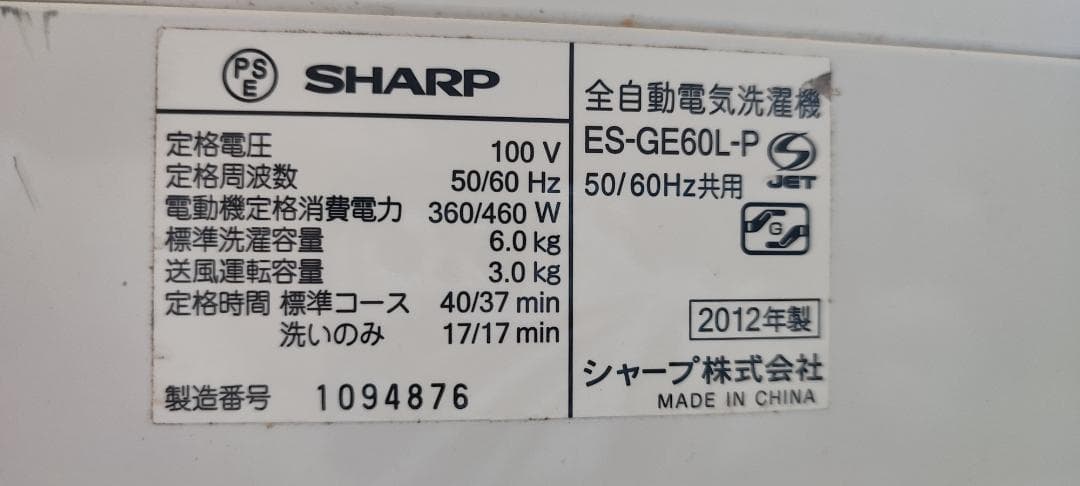 PS
E
SHARP
定格電圧 100 V
定格周波数 50/60 Hz
電動機定格消費電力 360/460 W
標準洗濯容量 6.0 kg
送風運転容量 3.0 kg
定格時間 標準コース 40/37 min
洗いのみ 17/17 min
製造番号 1094876
全自動電気洗濯機
ES-GE60L-P
S
JET
50/60Hz共用
G
2012年製
シャープ株式会社
MADE IN CHINA